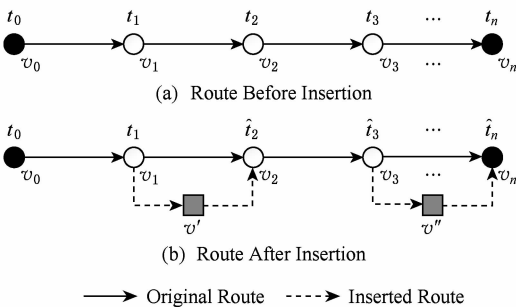 t₀ t₁ t₂ t₃ ⋯ tₙ
v₀ v₁ v₂ v₃ ⋯ vₙ
(a) Route Before Insertion
t₀ t₁ t̂₂ t̂₃ ⋯ t̂ₙ
v₀ v₁ v₂ v₃ ⋯ vₙ
v′ v″
(b) Route After Insertion
Original Route Inserted Route